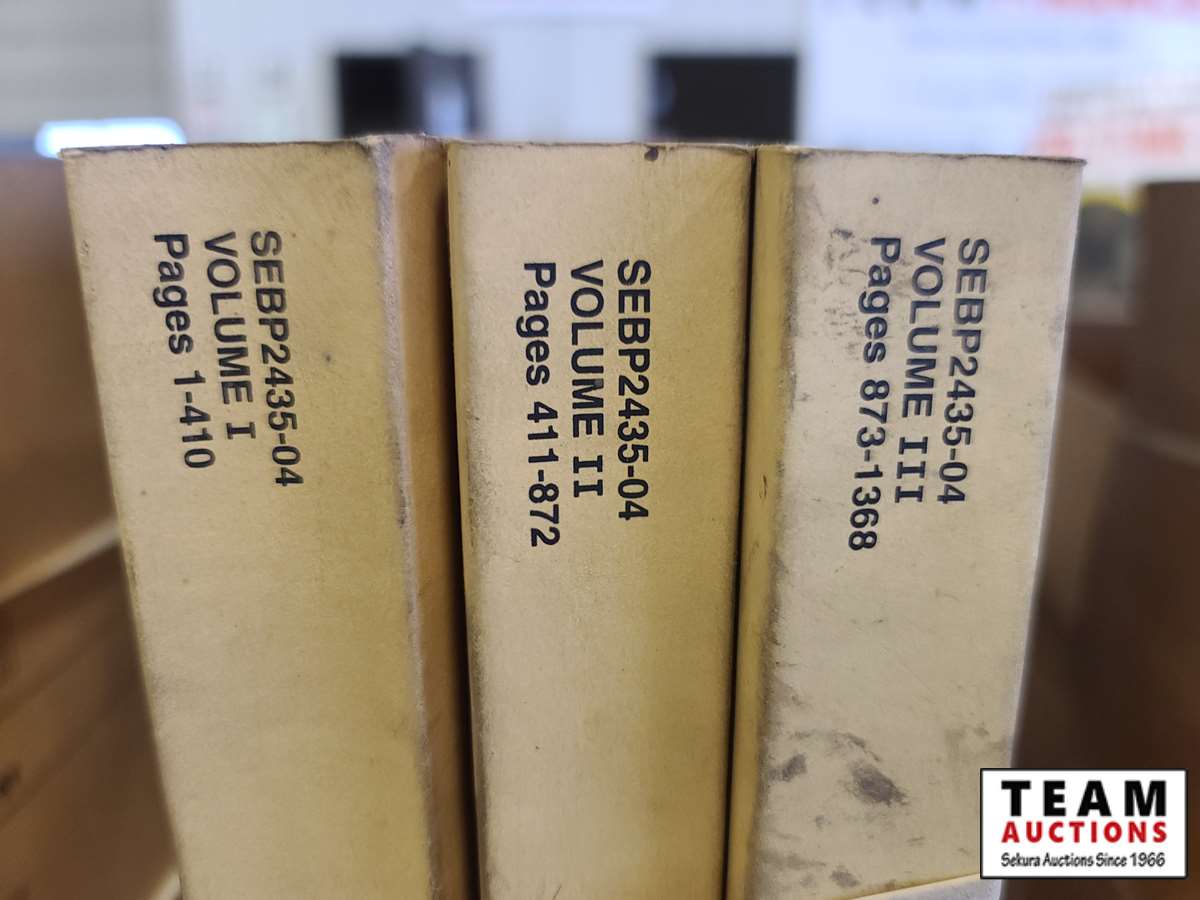 SEBP2435-04
VOLUME I
Pages 1-410
SEBP2435-04
VOLUME II
Pages 411-872
SEBP2435-04
VOLUME III
Pages 873-1368
TEAM
AUCTIONS
Sekura Auctions Since 1966